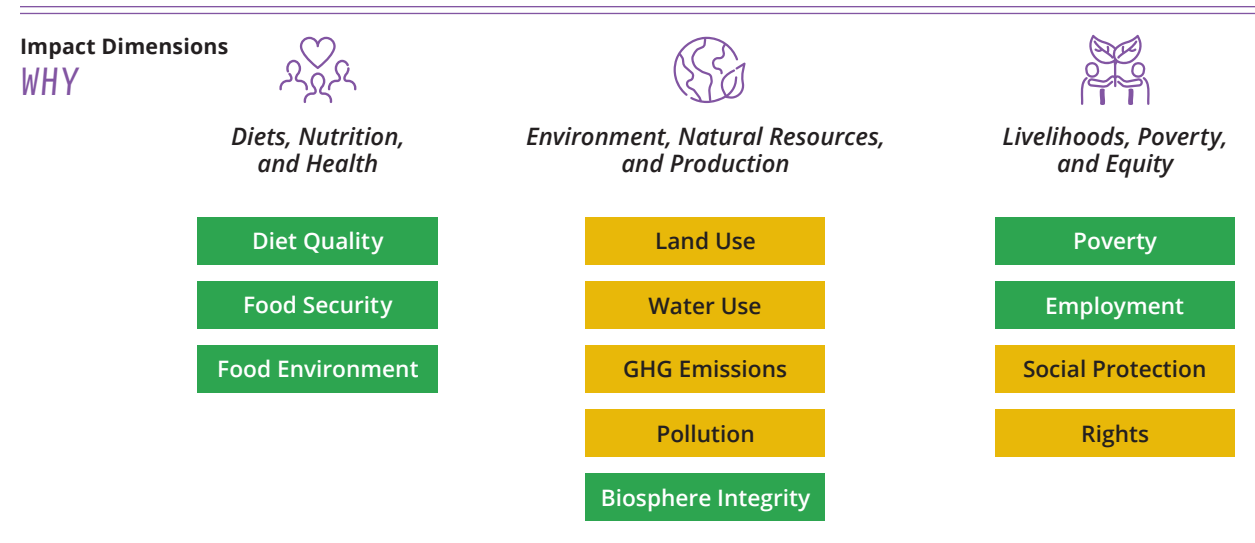 Impact Dimensions
WHY
Diets, Nutrition,
and Health
Diet Quality
Food Security
Food Environment
Environment, Natural Resources,
and Production
Land Use
Water Use
GHG Emissions
Pollution
Biosphere Integrity
Livelihoods, Poverty,
and Equity
Poverty
Employment
Social Protection
Rights